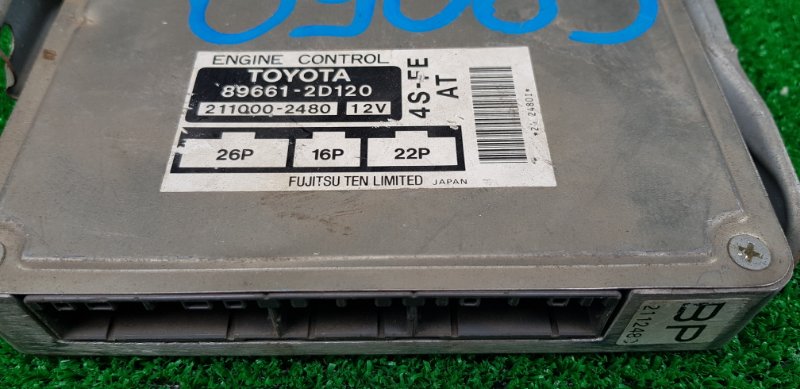 ENGINE CONTROL
TOYOTA
89661-2D120
211000-2480 12V
4S-FE
AT
26P 16P 22P
FUJITSU TEN LIMITED JAPAN
BP